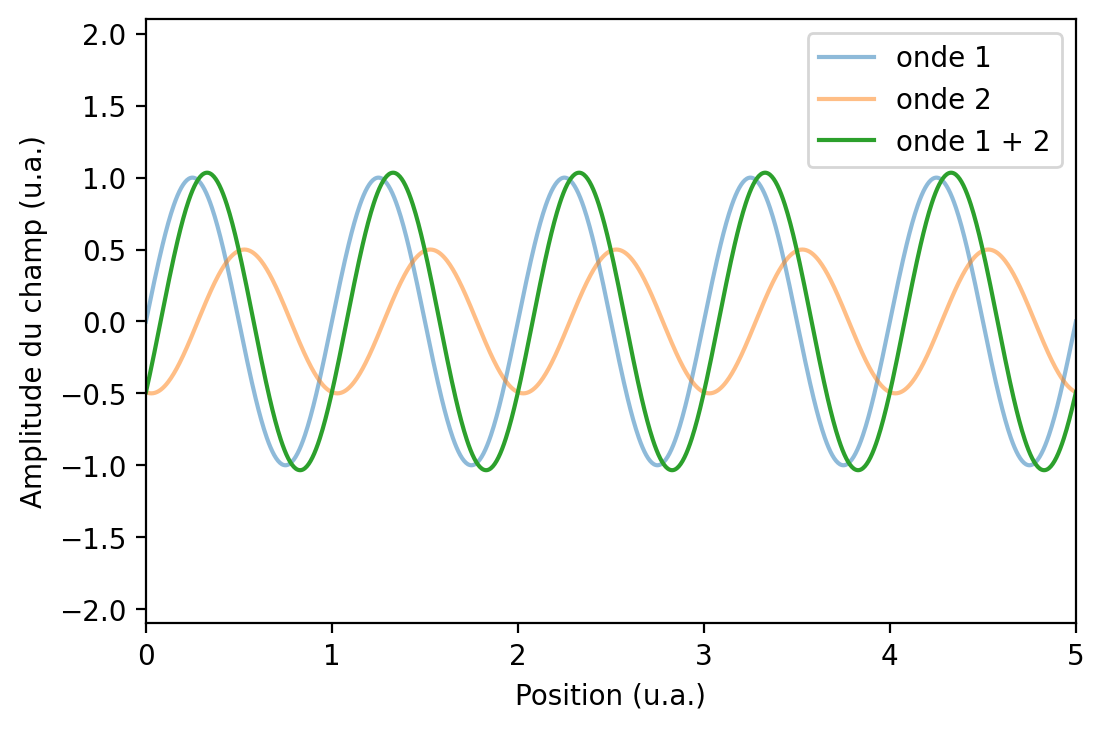 2.0
1.5
1.0
0.5
0.0
−0.5
−1.0
−1.5
−2.0
Amplitude du champ (u.a.)
onde 1
onde 2
onde 1 + 2
0 1 2 3 4 5
Position (u.a.)